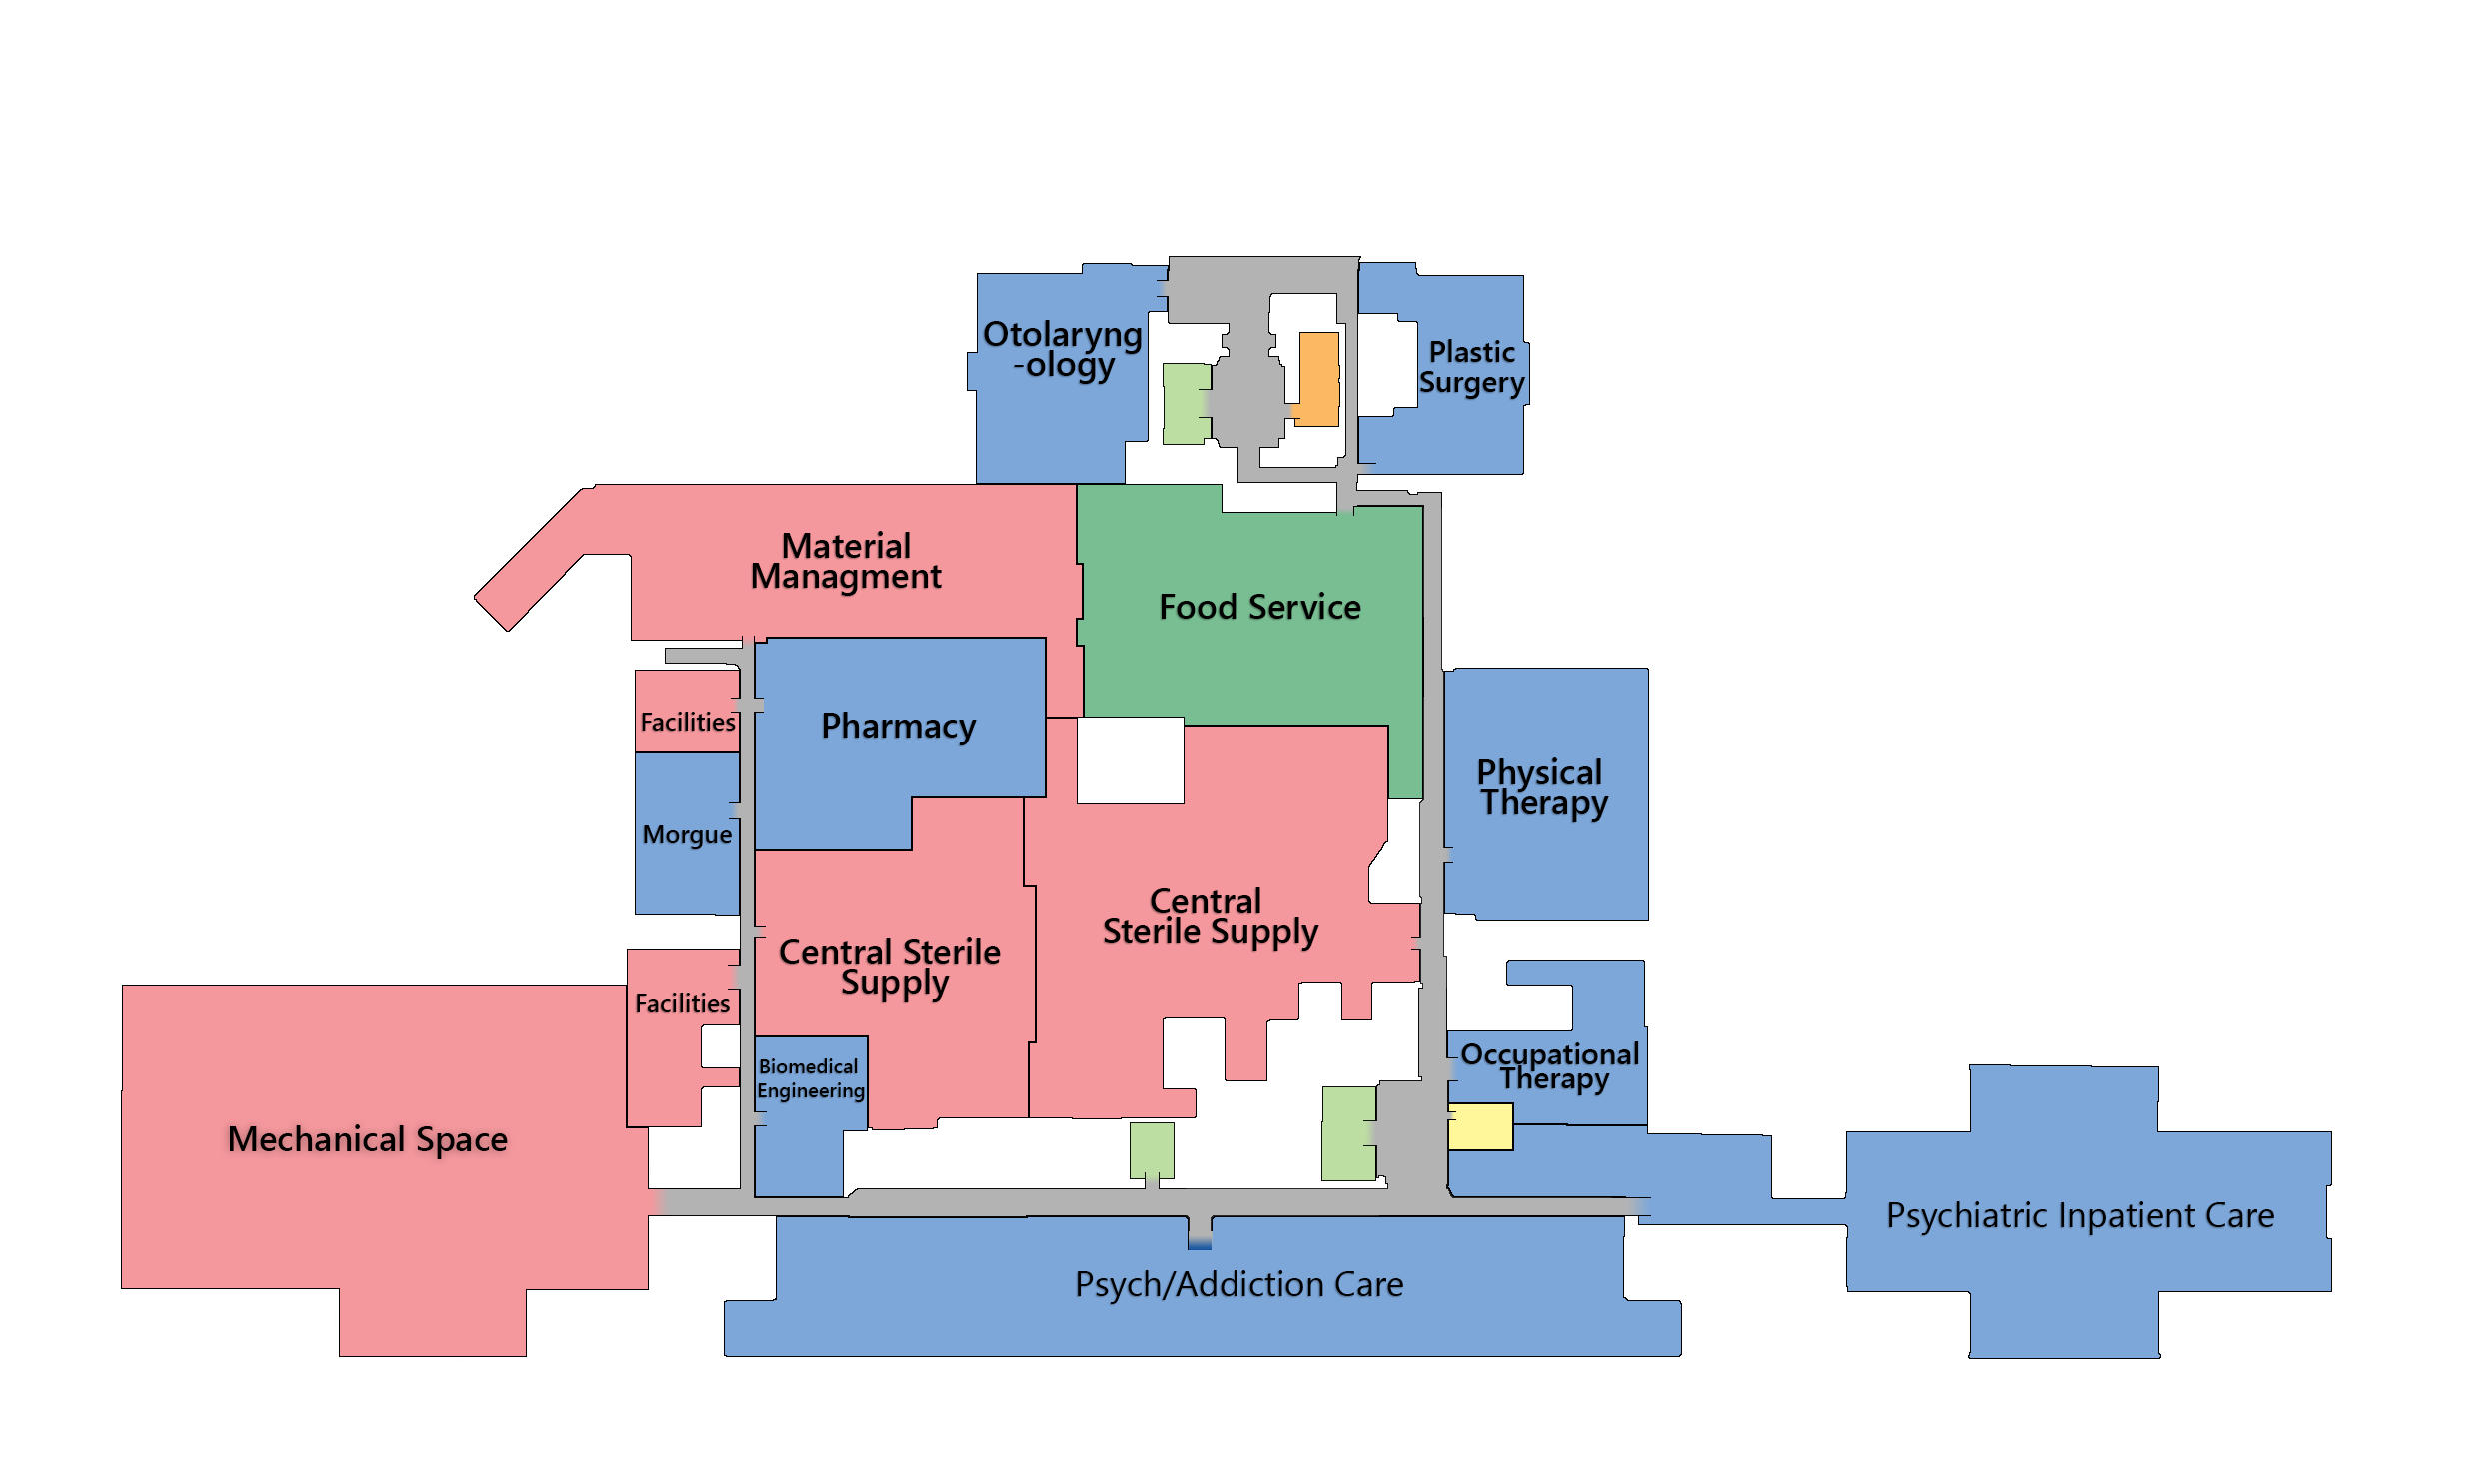 Otolaryng
-ology
Plastic
Surgery
Material
Managment
Food Service
Facilities
Pharmacy
Physical
Therapy
Morgue
Central
Sterile Supply
Central Sterile
Supply
Facilities
Biomedical
Engineering
Occupational
Therapy
Mechanical Space
Psychiatric Inpatient Care
Psych/Addiction Care